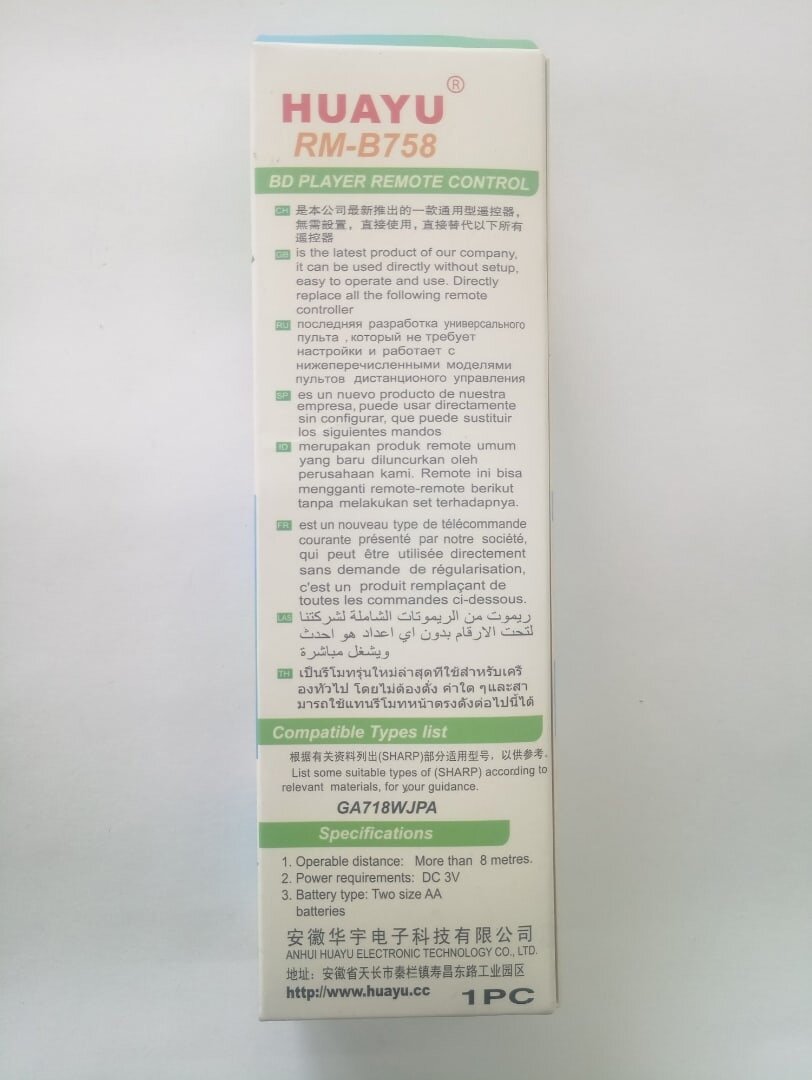 HUAYU®
RM-B758
BD PLAYER REMOTE CONTROL
CH 是本公司最新推出的一款通用型遥控器，
無需設置，直接使用，直接替代以下所有
遥控器
GB is the latest product of our company,
it can be used directly without setup,
easy to operate and use. Directly
replace all the following remote
controller
RU последняя разработка универсального
пульта , который не требует
настройки и работает с
нижеперечисленными моделями
пультов дистанционого управления
SP es un nuevo producto de nuestra
empresa, puede usar directamente
sin configurar, que puede sustituir
los siguientes mandos
ID merupakan produk remote umum
yang baru diluncurkan oleh
perusahaan kami. Remote ini bisa
mengganti remote-remote berikut
tanpa melakukan set terhadapnya.
FR est un nouveau type de télécommande
courante présenté par notre société,
qui peut être utilisée directement
sans demande de régularisation,
c'est un produit remplaçant de
toutes les commandes ci-dessous.
LAS ريموت من الريموتات الشاملة لشركتنا
لتحت الارقام بدون اي اعداد هو احدث
ويشغل مباشرة
TH เป็นรีโมทรุ่นใหม่ล่าสุดที่ใช้สำหรับเครื
องทั่วไป โดยไม่ต้องตั้ง ค่าใด ๆและสา
มารถใช้แทนรีโมทหน้าตรงดังต่อไปนี้ได้
Compatible Types list
根据有关资料列出(SHARP)部分适用型号，以供参考。
List some suitable types of (SHARP) according to
relevant materials, for your guidance.
GA718WJPA
Specifications
1. Operable distance: More than 8 metres.
2. Power requirements: DC 3V
3. Battery type: Two size AA
batteries
安徽华宇电子科技有限公司
ANHUI HUAYU ELECTRONIC TECHNOLOGY CO., LTD.
地址：安徽省天长市秦栏镇寿昌东路工业园区
http://www.huayu.cc 1PC